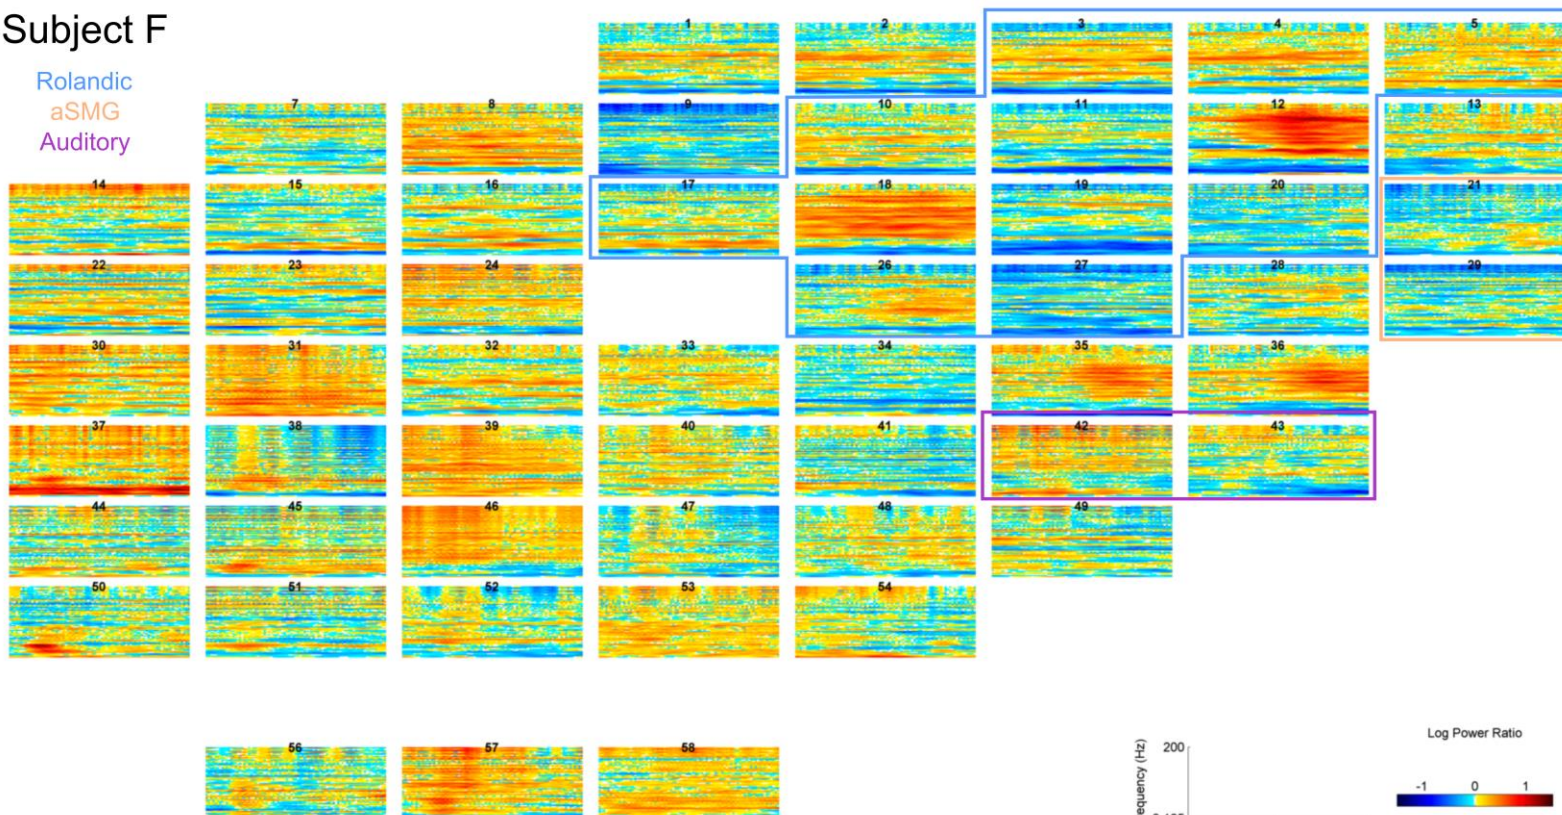 Subject F
Rolandic
aSMG
Auditory
1 2 3 4 5
7 8 9 10 11 12 13
14 15 16 17 18 19 20 21
22 23 24 26 27 28 29
30 31 32 33 34 35 36
37 38 39 40 41 42 43
44 45 46 47 48 49
50 51 52 53 54
56 57 58
200
Log Power Ratio
-1 0 1
(Hz)